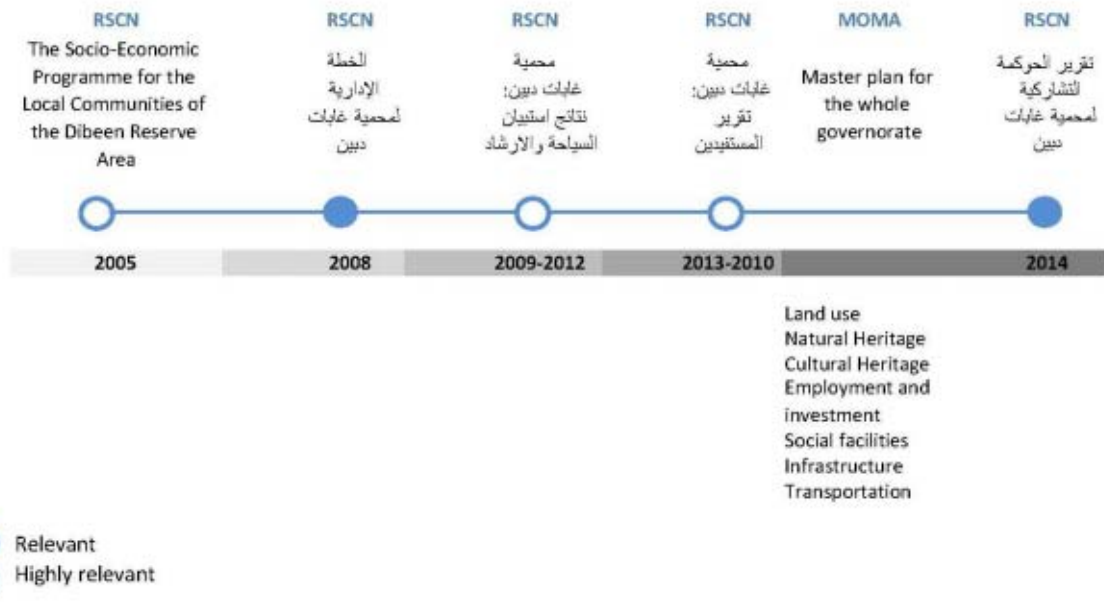 RSCN
The Socio-Economic
Programme for the
Local Communities of
the Dibeen Reserve
Area
RSCN
الخطة
الإدارية
لمحمية غابات
دبين
RSCN
محمية
غابات دبين:
نتائج استبيان
السياحة والارشاد
RSCN
محمية
غابات دبين:
تقرير
المستفيدين
MOMA
Master plan for
the whole
governorate
RSCN
تقرير الحوكمة
التشاركية
لمحمية غابات
دبين
2005
2008
2009-2012
2013-2010
2014
Land use
Natural Heritage
Cultural Heritage
Employment and
investment
Social facilities
Infrastructure
Transportation
Relevant
Highly relevant